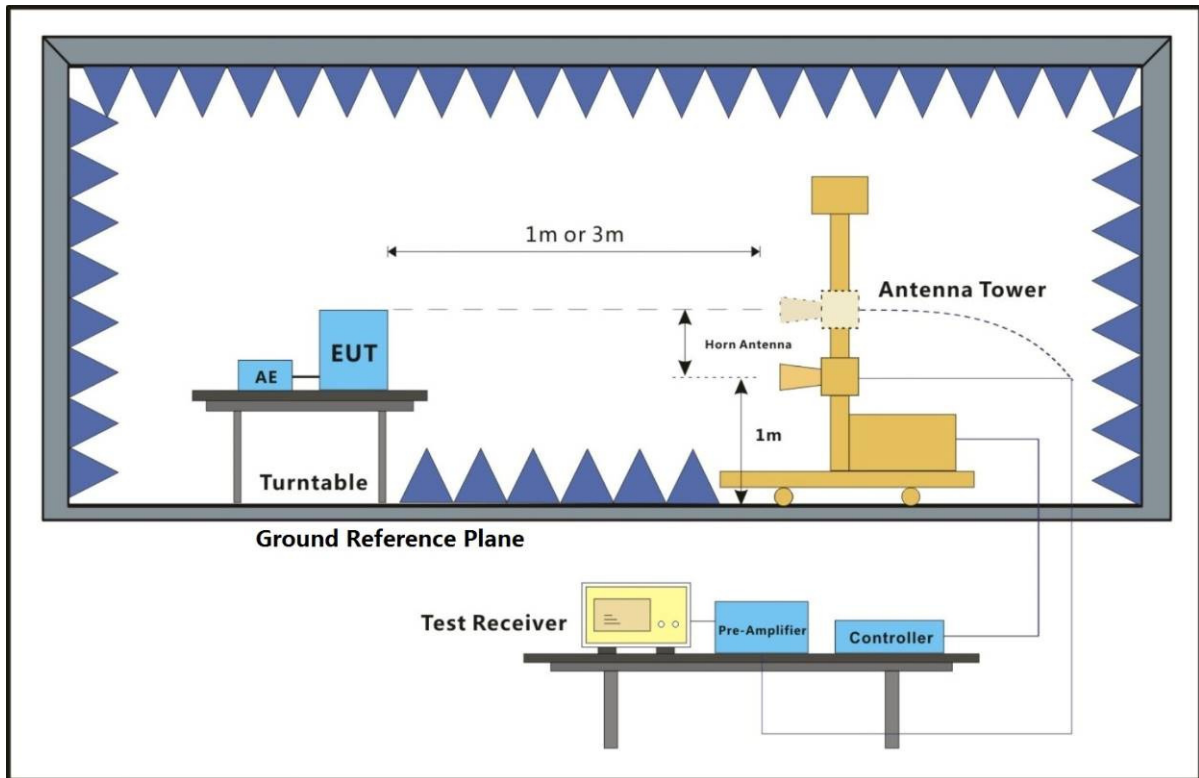 1m or 3m
Antenna Tower
Horn Antenna
EUT
AE
1m
Turntable
Ground Reference Plane
Test Receiver
Pre-Amplifier
Controller